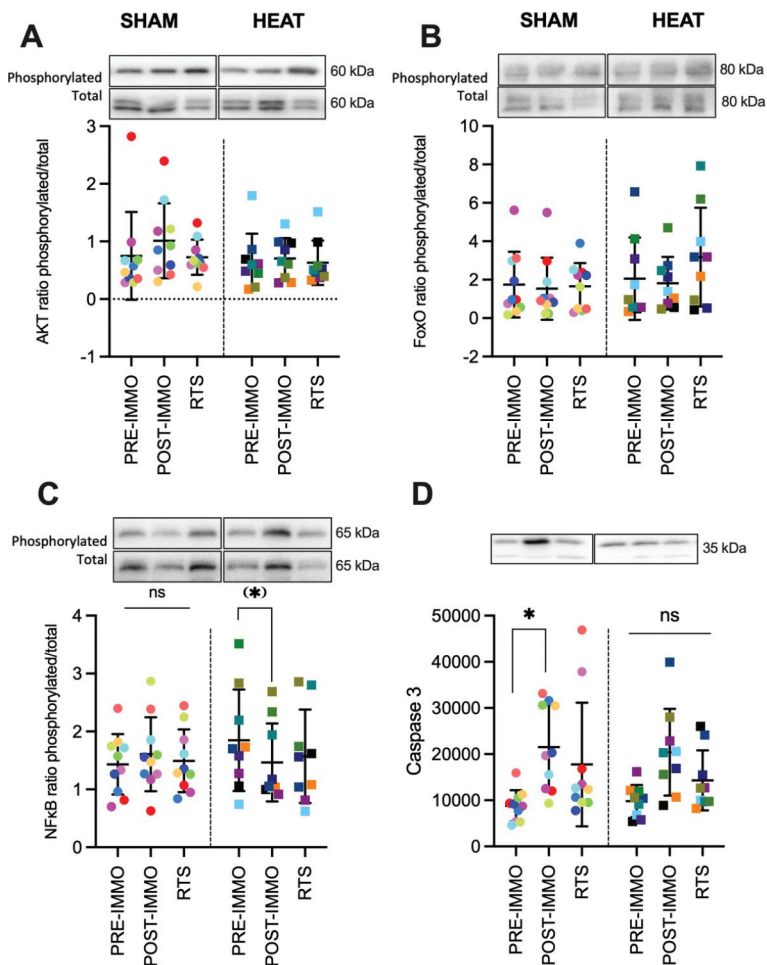 SHAM HEAT
A
Phosphorylated 60 kDa
Total 60 kDa
AKT ratio phosphorylated/total
3
2
1
0
-1
PRE-IMMO POST-IMMO RTS PRE-IMMO POST-IMMO RTS
SHAM HEAT
B
Phosphorylated 80 kDa
Total 80 kDa
FoxO ratio phosphorylated/total
10
8
6
4
2
0
-2
PRE-IMMO POST-IMMO RTS PRE-IMMO POST-IMMO RTS
C
Phosphorylated 65 kDa
Total 65 kDa
ns (*)
NFκB ratio phosphorylated/total
4
3
2
1
0
PRE-IMMO POST-IMMO RTS PRE-IMMO POST-IMMO RTS
D
35 kDa
* ns
Caspase 3
50000
40000
30000
20000
10000
0
PRE-IMMO POST-IMMO RTS PRE-IMMO POST-IMMO RTS